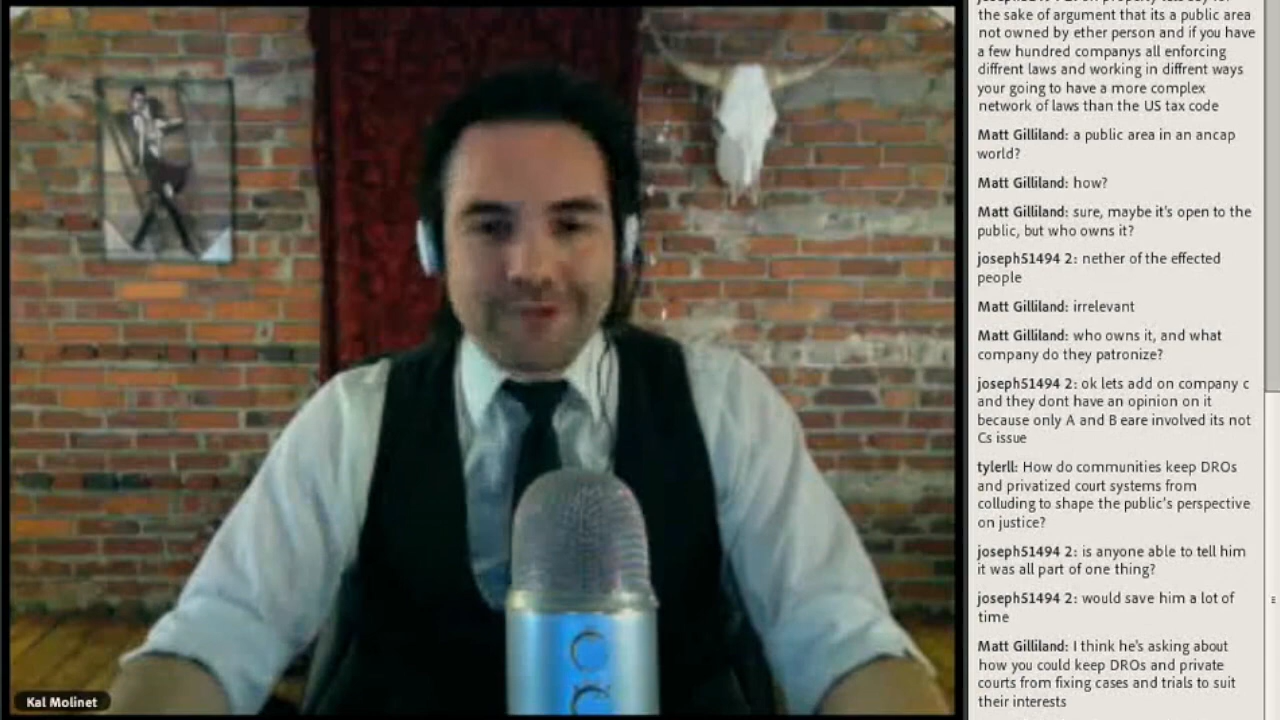 the sake of argument that its a public area
not owned by ether person and if you have
a few hundred companys all enforcing
diffrent laws and working in diffrent ways
your going to have a more complex
network of laws than the US tax code
Matt Gilliland: a public area in an ancap
world?
Matt Gilliland: how?
Matt Gilliland: sure, maybe it's open to the
public, but who owns it?
joseph51494 2: nether of the effected
people
Matt Gilliland: irrelevant
Matt Gilliland: who owns it, and what
company do they patronize?
joseph51494 2: ok lets add on company c
and they dont have an opinion on it
because only A and B eare involved its not
Cs issue
tylerll: How do communities keep DROs
and privatized court systems from
colluding to shape the public's perspective
on justice?
joseph51494 2: is anyone able to tell him
it was all part of one thing?
joseph51494 2: would save him a lot of
time
Matt Gilliland: I think he's asking about
how you could keep DROs and private
courts from fixing cases and trials to suit
their interests
Kal Molinet